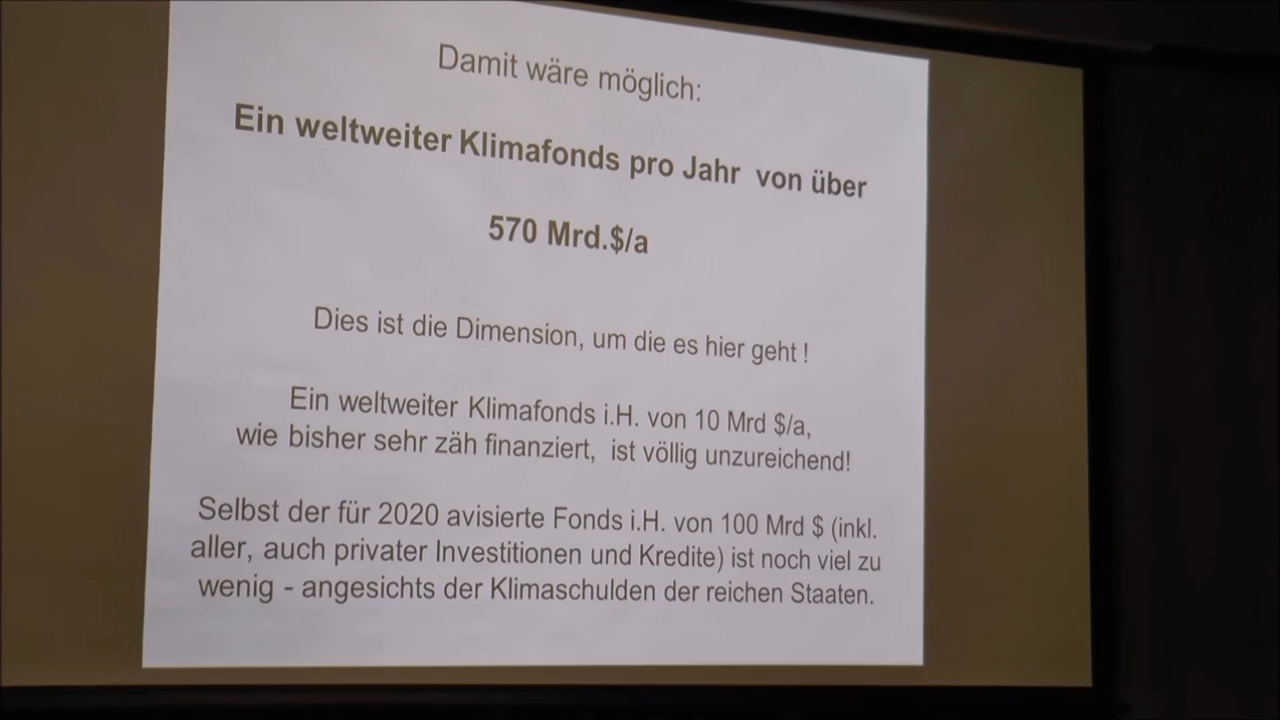 Damit wäre möglich:
Ein weltweiter Klimafonds pro Jahr von über
570 Mrd.$/a
Dies ist die Dimension, um die es hier geht !
Ein weltweiter Klimafonds i.H. von 10 Mrd $/a,
wie bisher sehr zäh finanziert, ist völlig unzureichend!
Selbst der für 2020 avisierte Fonds i.H. von 100 Mrd $ (inkl.
aller, auch privater Investitionen und Kredite) ist noch viel zu
wenig - angesichts der Klimaschulden der reichen Staaten.